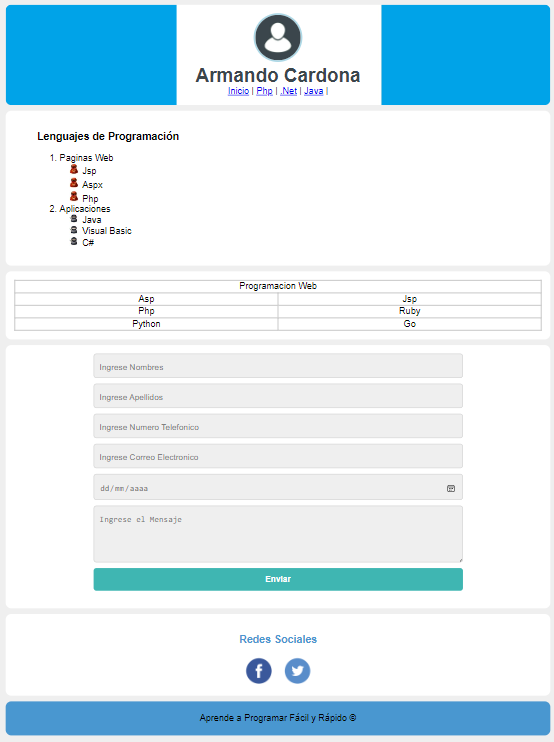 Armando Cardona
Inicio | Php | .Net | Java |
Lenguajes de Programación
1. Paginas Web
Jsp
Aspx
Php
2. Aplicaciones
Java
Visual Basic
C#
Programacion Web
Asp Jsp
Php Ruby
Python Go
Ingrese Nombres
Ingrese Apellidos
Ingrese Numero Telefonico
Ingrese Correo Electronico
dd/mm/aaaa
Ingrese el Mensaje
Enviar
Redes Sociales
Aprende a Programar Fácil y Rápido ©